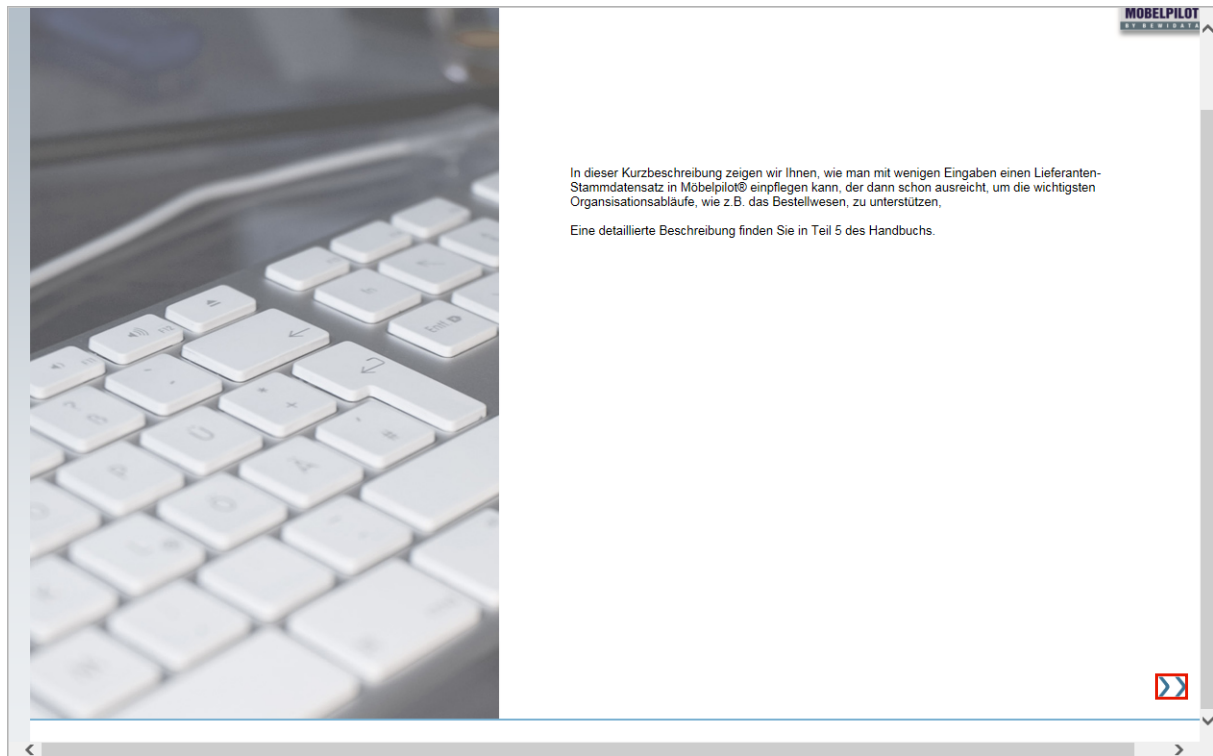 MÖBELPILOT
BY BEWIDATA
In dieser Kurzbeschreibung zeigen wir Ihnen, wie man mit wenigen Eingaben einen Lieferanten-
Stammdatensatz in Möbelpilot® einpflegen kann, der dann schon ausreicht, um die wichtigsten
Organsisationsabläufe, wie z.B. das Bestellwesen, zu unterstützen,
Eine detaillierte Beschreibung finden Sie in Teil 5 des Handbuchs.
Entf